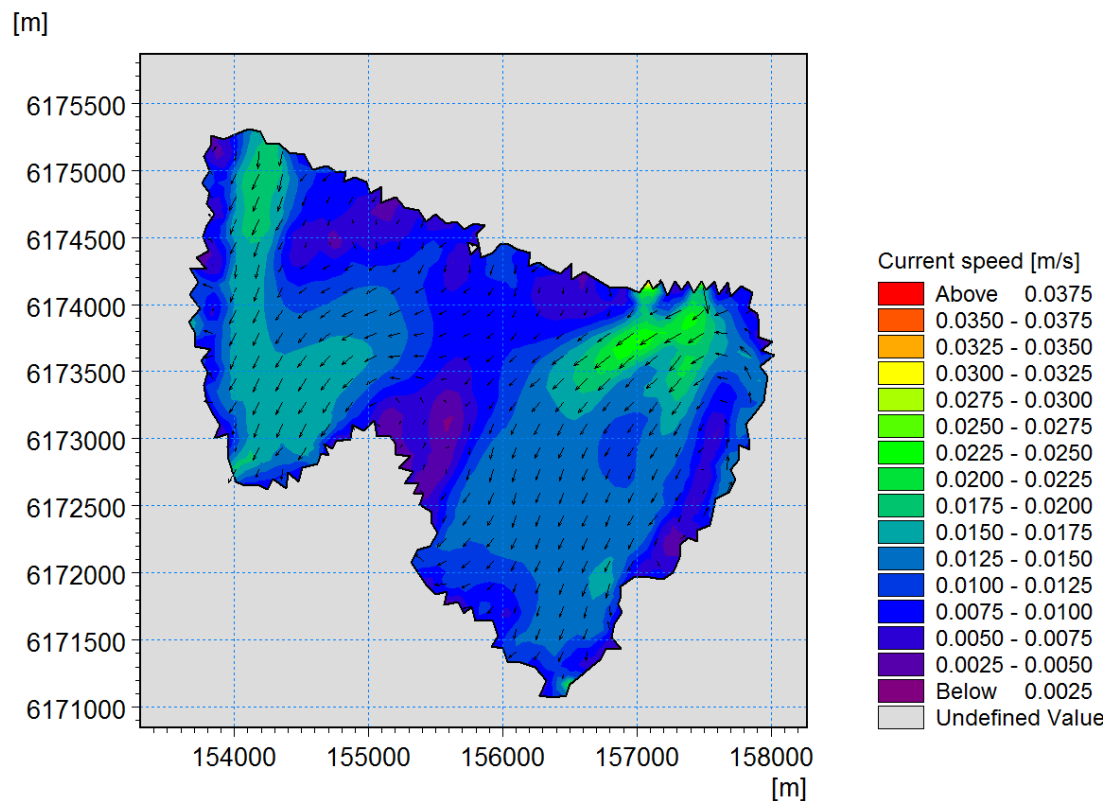 [m]
6175500
6175000
6174500
6174000
6173500
6173000
6172500
6172000
6171500
6171000
154000 155000 156000 157000 158000
[m]
Current speed [m/s]
Above 0.0375
0.0350 - 0.0375
0.0325 - 0.0350
0.0300 - 0.0325
0.0275 - 0.0300
0.0250 - 0.0275
0.0225 - 0.0250
0.0200 - 0.0225
0.0175 - 0.0200
0.0150 - 0.0175
0.0125 - 0.0150
0.0100 - 0.0125
0.0075 - 0.0100
0.0050 - 0.0075
0.0025 - 0.0050
Below 0.0025
Undefined Value